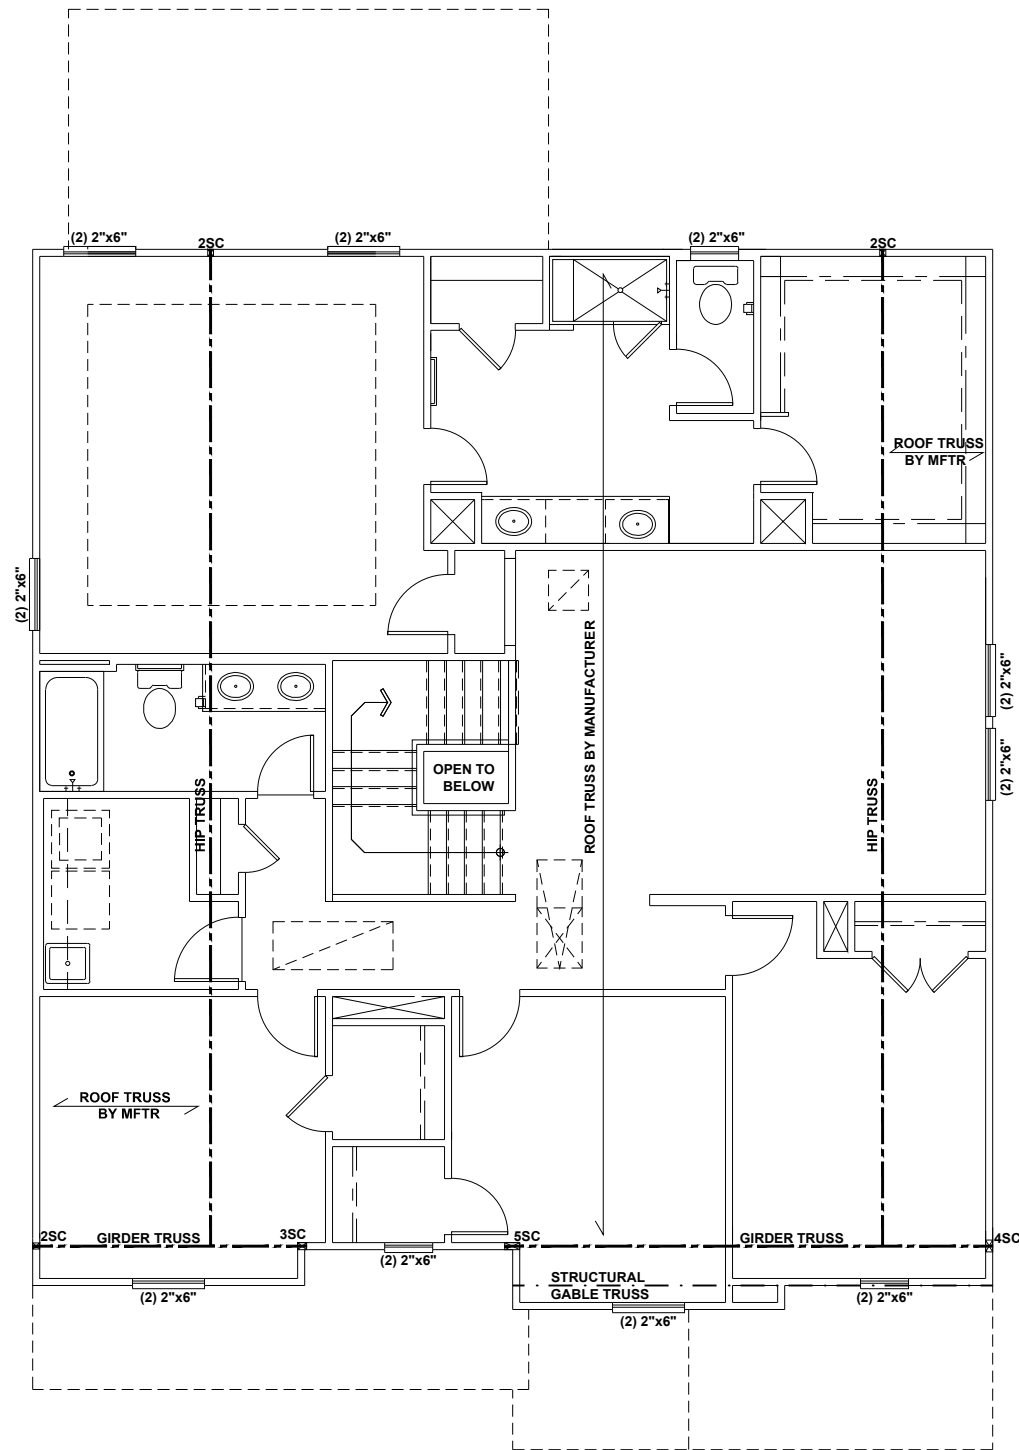 (2) 2"x6"
2SC
(2) 2"x6"
(2) 2"x6"
2SC
ROOF TRUSS
BY MFTR
(2) 2"x6"
ROOF TRUSS BY MANUFACTURER
(2) 2"x6"
(2) 2"x6"
OPEN TO
BELOW
HIP TRUSS
HIP TRUSS
ROOF TRUSS
BY MFTR
2SC
GIRDER TRUSS
3SC
5SC
GIRDER TRUSS
4SC
(2) 2"x6"
STRUCTURAL
GABLE TRUSS
(2) 2"x6"
(2) 2"x6"
(2) 2"x6"